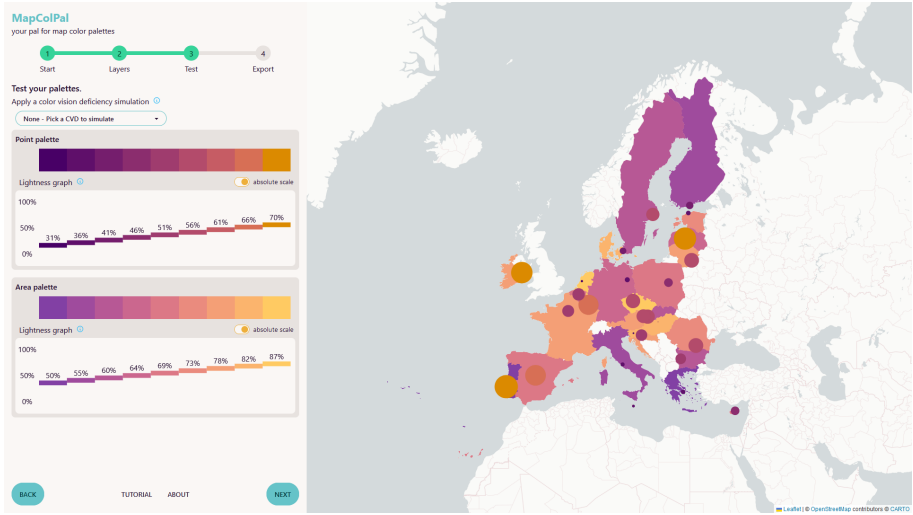 MapColPal
your pal for map color palettes
1 2 3 4
Start Layers Test Export
Test your palettes.
Apply a color vision deficiency simulation
None - Pick a CVD to simulate
Point palette
Lightness graph absolute scale
100%
50%
0%
31% 36% 41% 46% 51% 56% 61% 66% 70%
Area palette
Lightness graph absolute scale
100%
50%
0%
50% 55% 60% 64% 69% 73% 78% 82% 87%
BACK TUTORIAL ABOUT NEXT
Leaflet | © OpenStreetMap contributors © CARTO